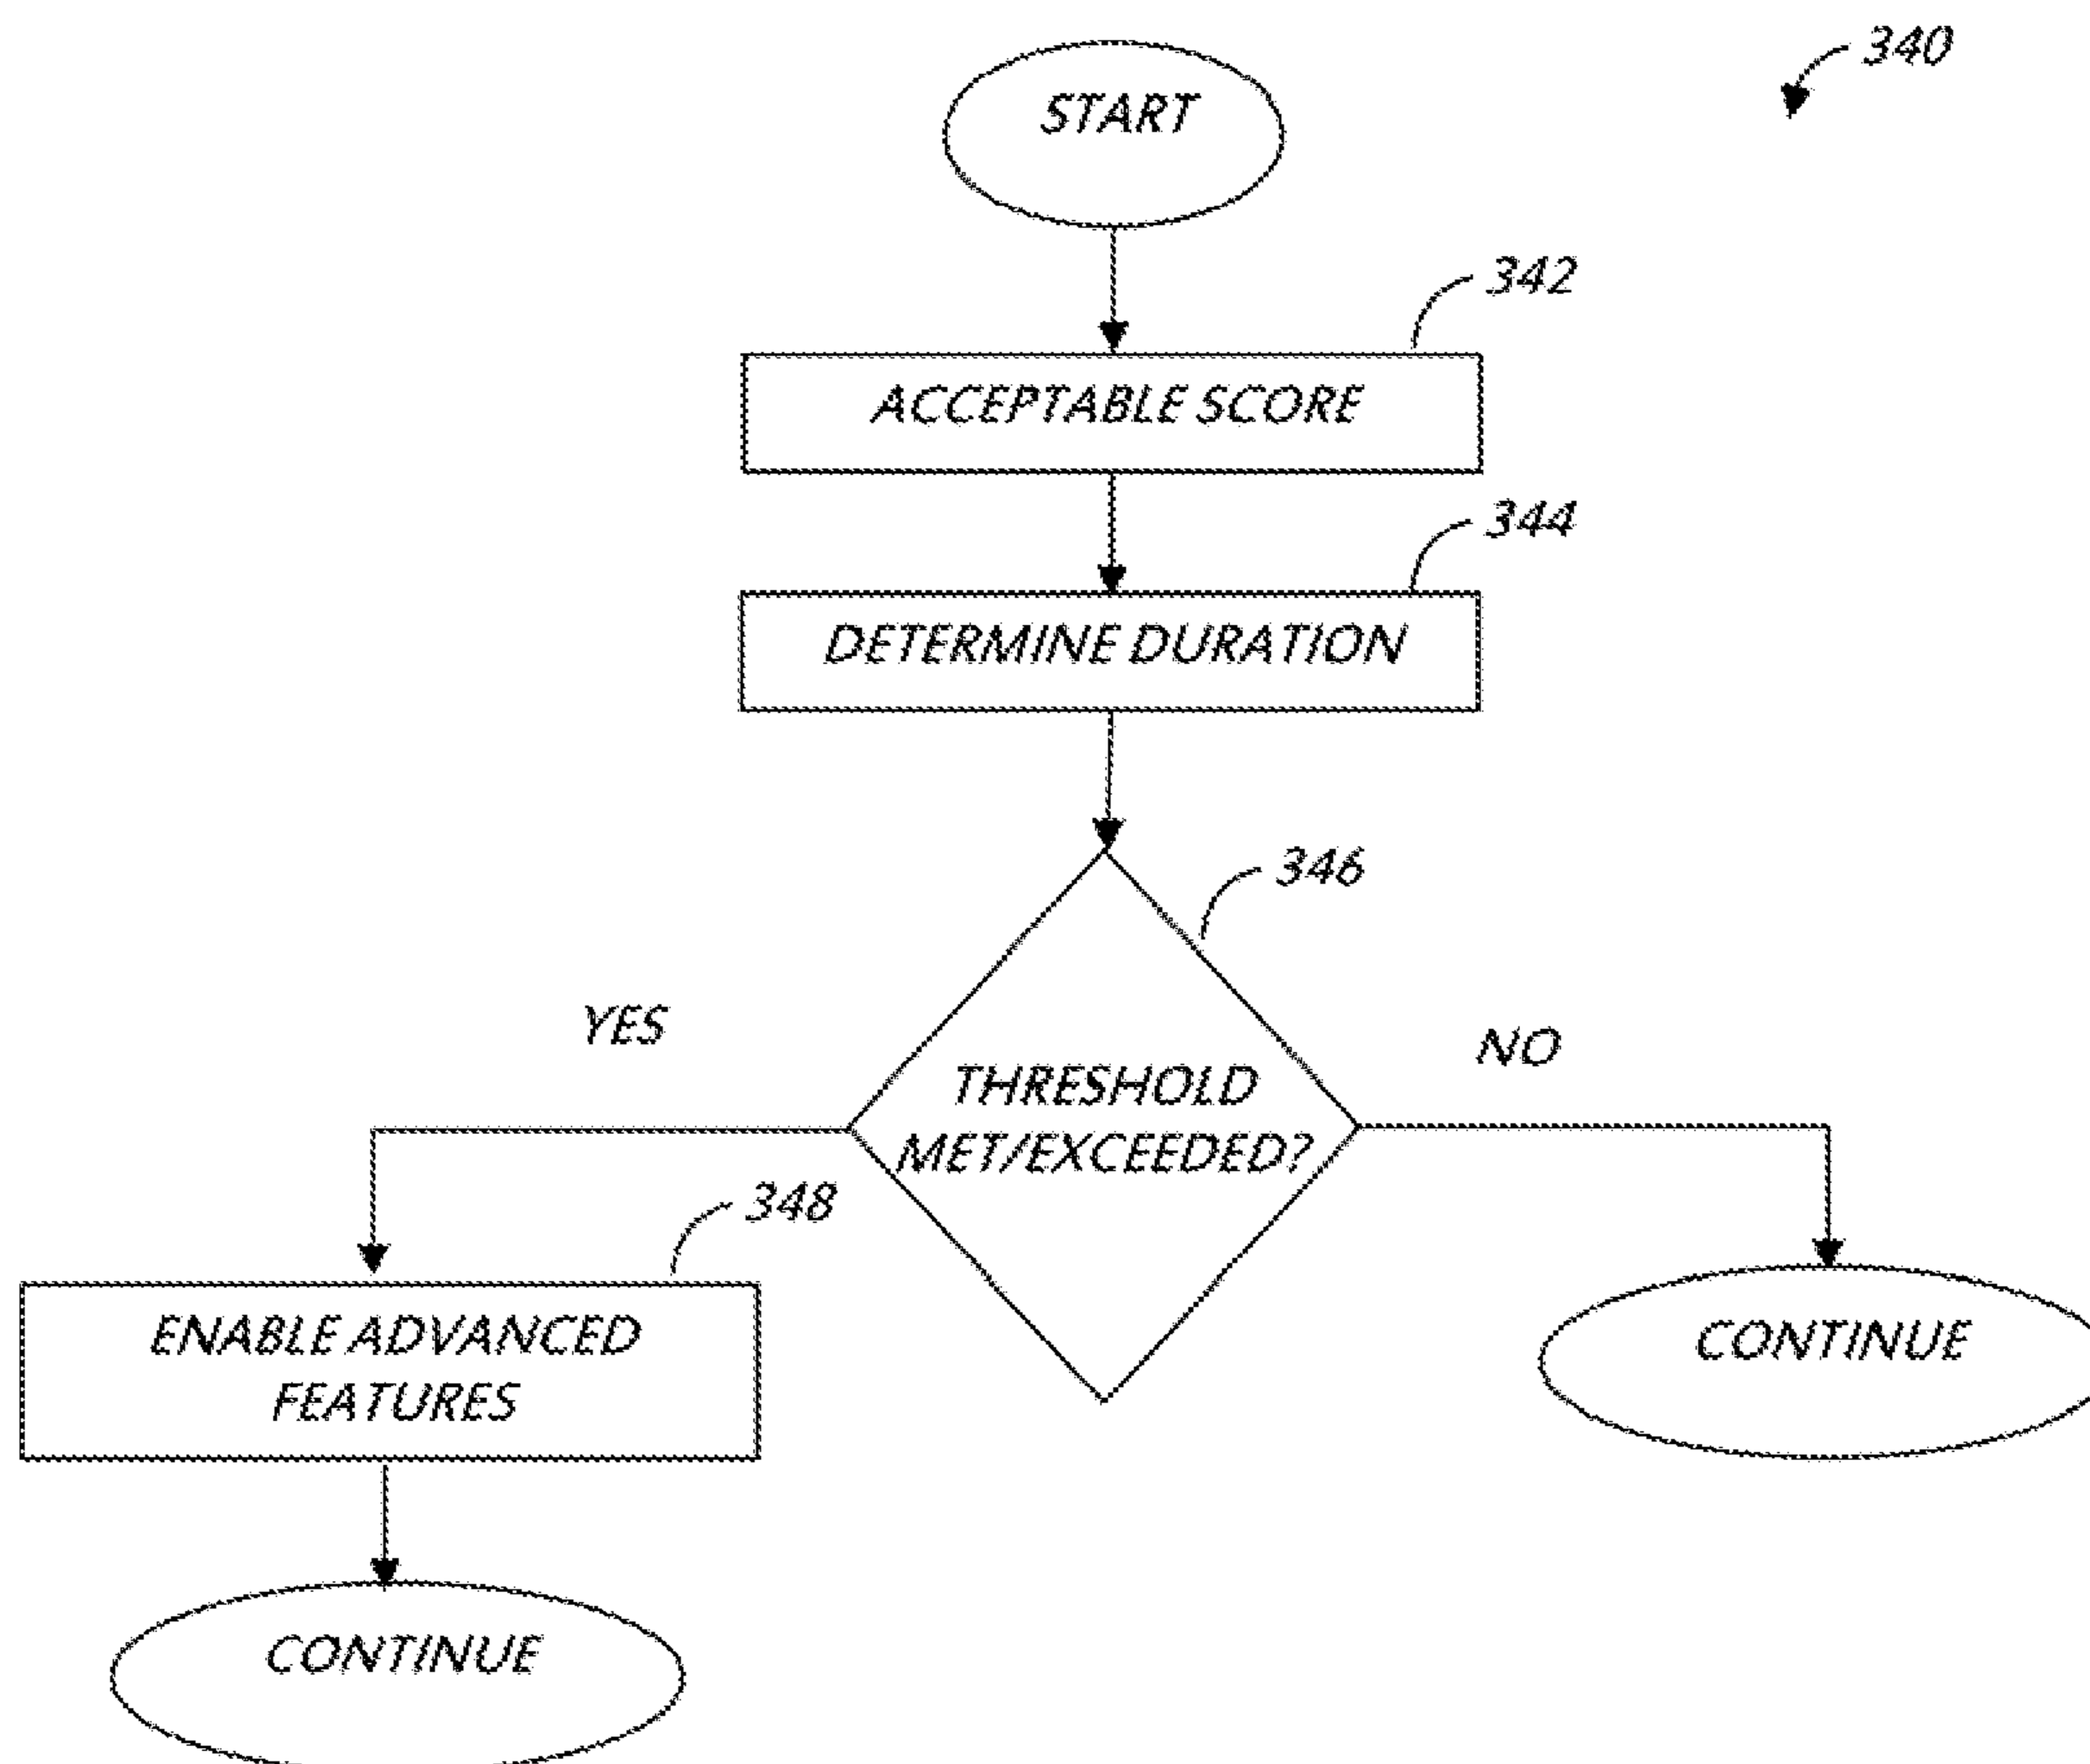 340
START
342
ACCEPTABLE SCORE
344
DETERMINE DURATION
346
YES
NO
THRESHOLD
MET/EXCEEDED?
348
ENABLE ADVANCED
FEATURES
CONTINUE
CONTINUE